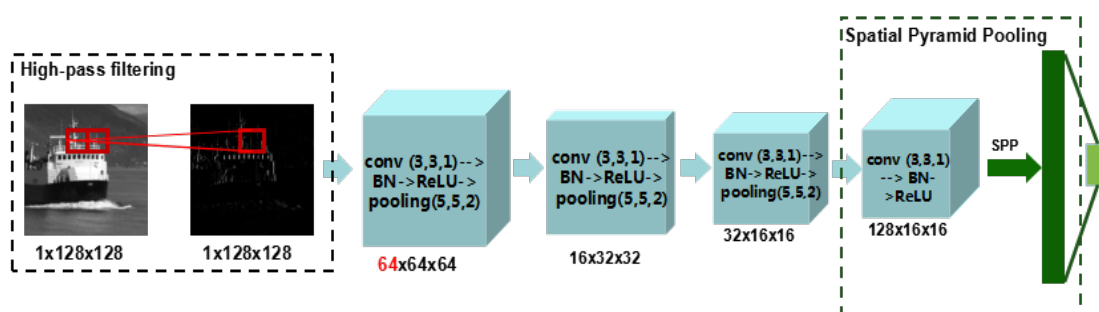 High-pass filtering
1x128x128
1x128x128
conv (3,3,1)-->
BN->ReLU->
pooling(5,5,2)
64x64x64
conv (3,3,1)-->
BN->ReLU->
pooling(5,5,2)
16x32x32
conv (3,3,1)-->
BN->ReLU->
pooling(5,5,2)
32x16x16
Spatial Pyramid Pooling
conv (3,3,1)
--> BN-
>ReLU
128x16x16
SPP